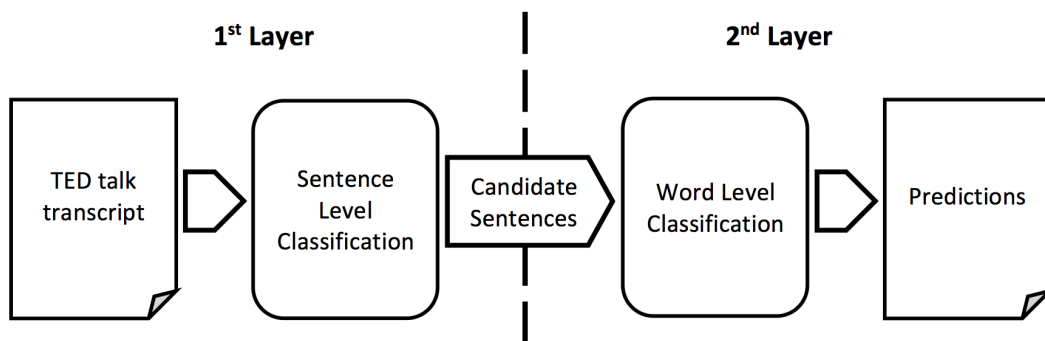 1st Layer
2nd Layer
TED talk
transcript
Sentence
Level
Classification
Candidate
Sentences
Word Level
Classification
Predictions